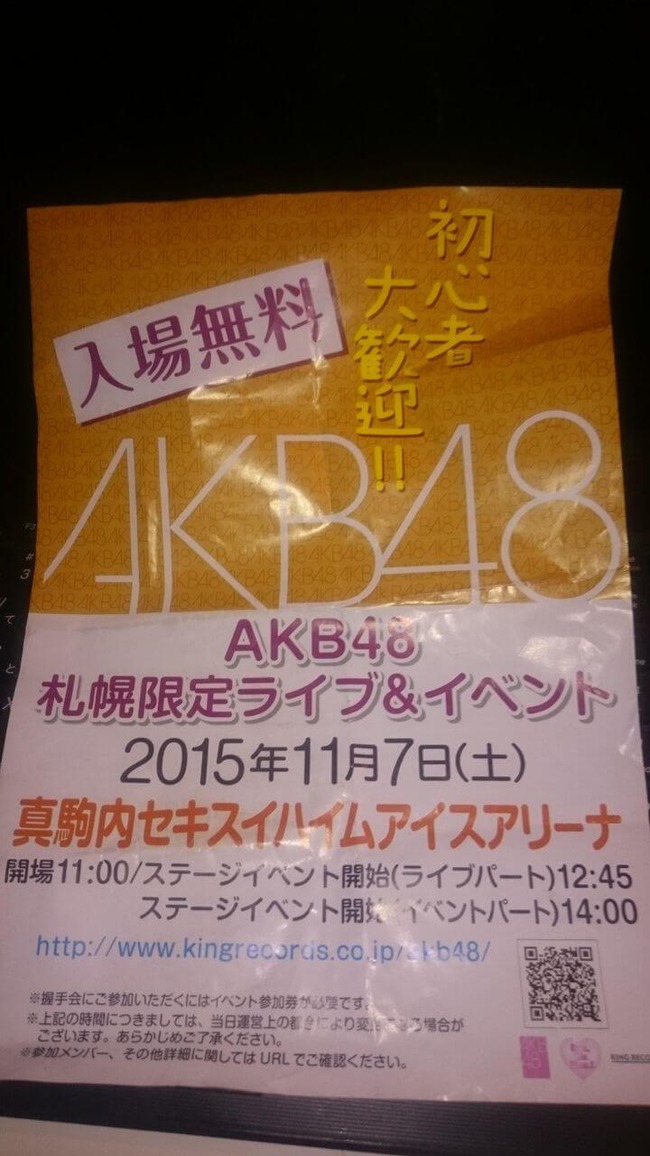 初心者
大歓迎!!
入場無料
AKB48
AKB48
札幌限定ライブ&イベント
2015年11月7日(土)
真駒内セキスイハイムアイスアリーナ
開場11:00/ステージイベント開始(ライブパート)12:45
ステージイベント開始(イベントパート)14:00
http://www.kingrecords.co.jp/akb48/
※握手会にご参加いただくにはイベント参加券が必要です。
※上記の時間につきましては、当日運営上の都合により変更になる場合が
ございます。あらかじめご了承ください。
※参加メンバー、その他詳細に関してはURLでご確認ください。